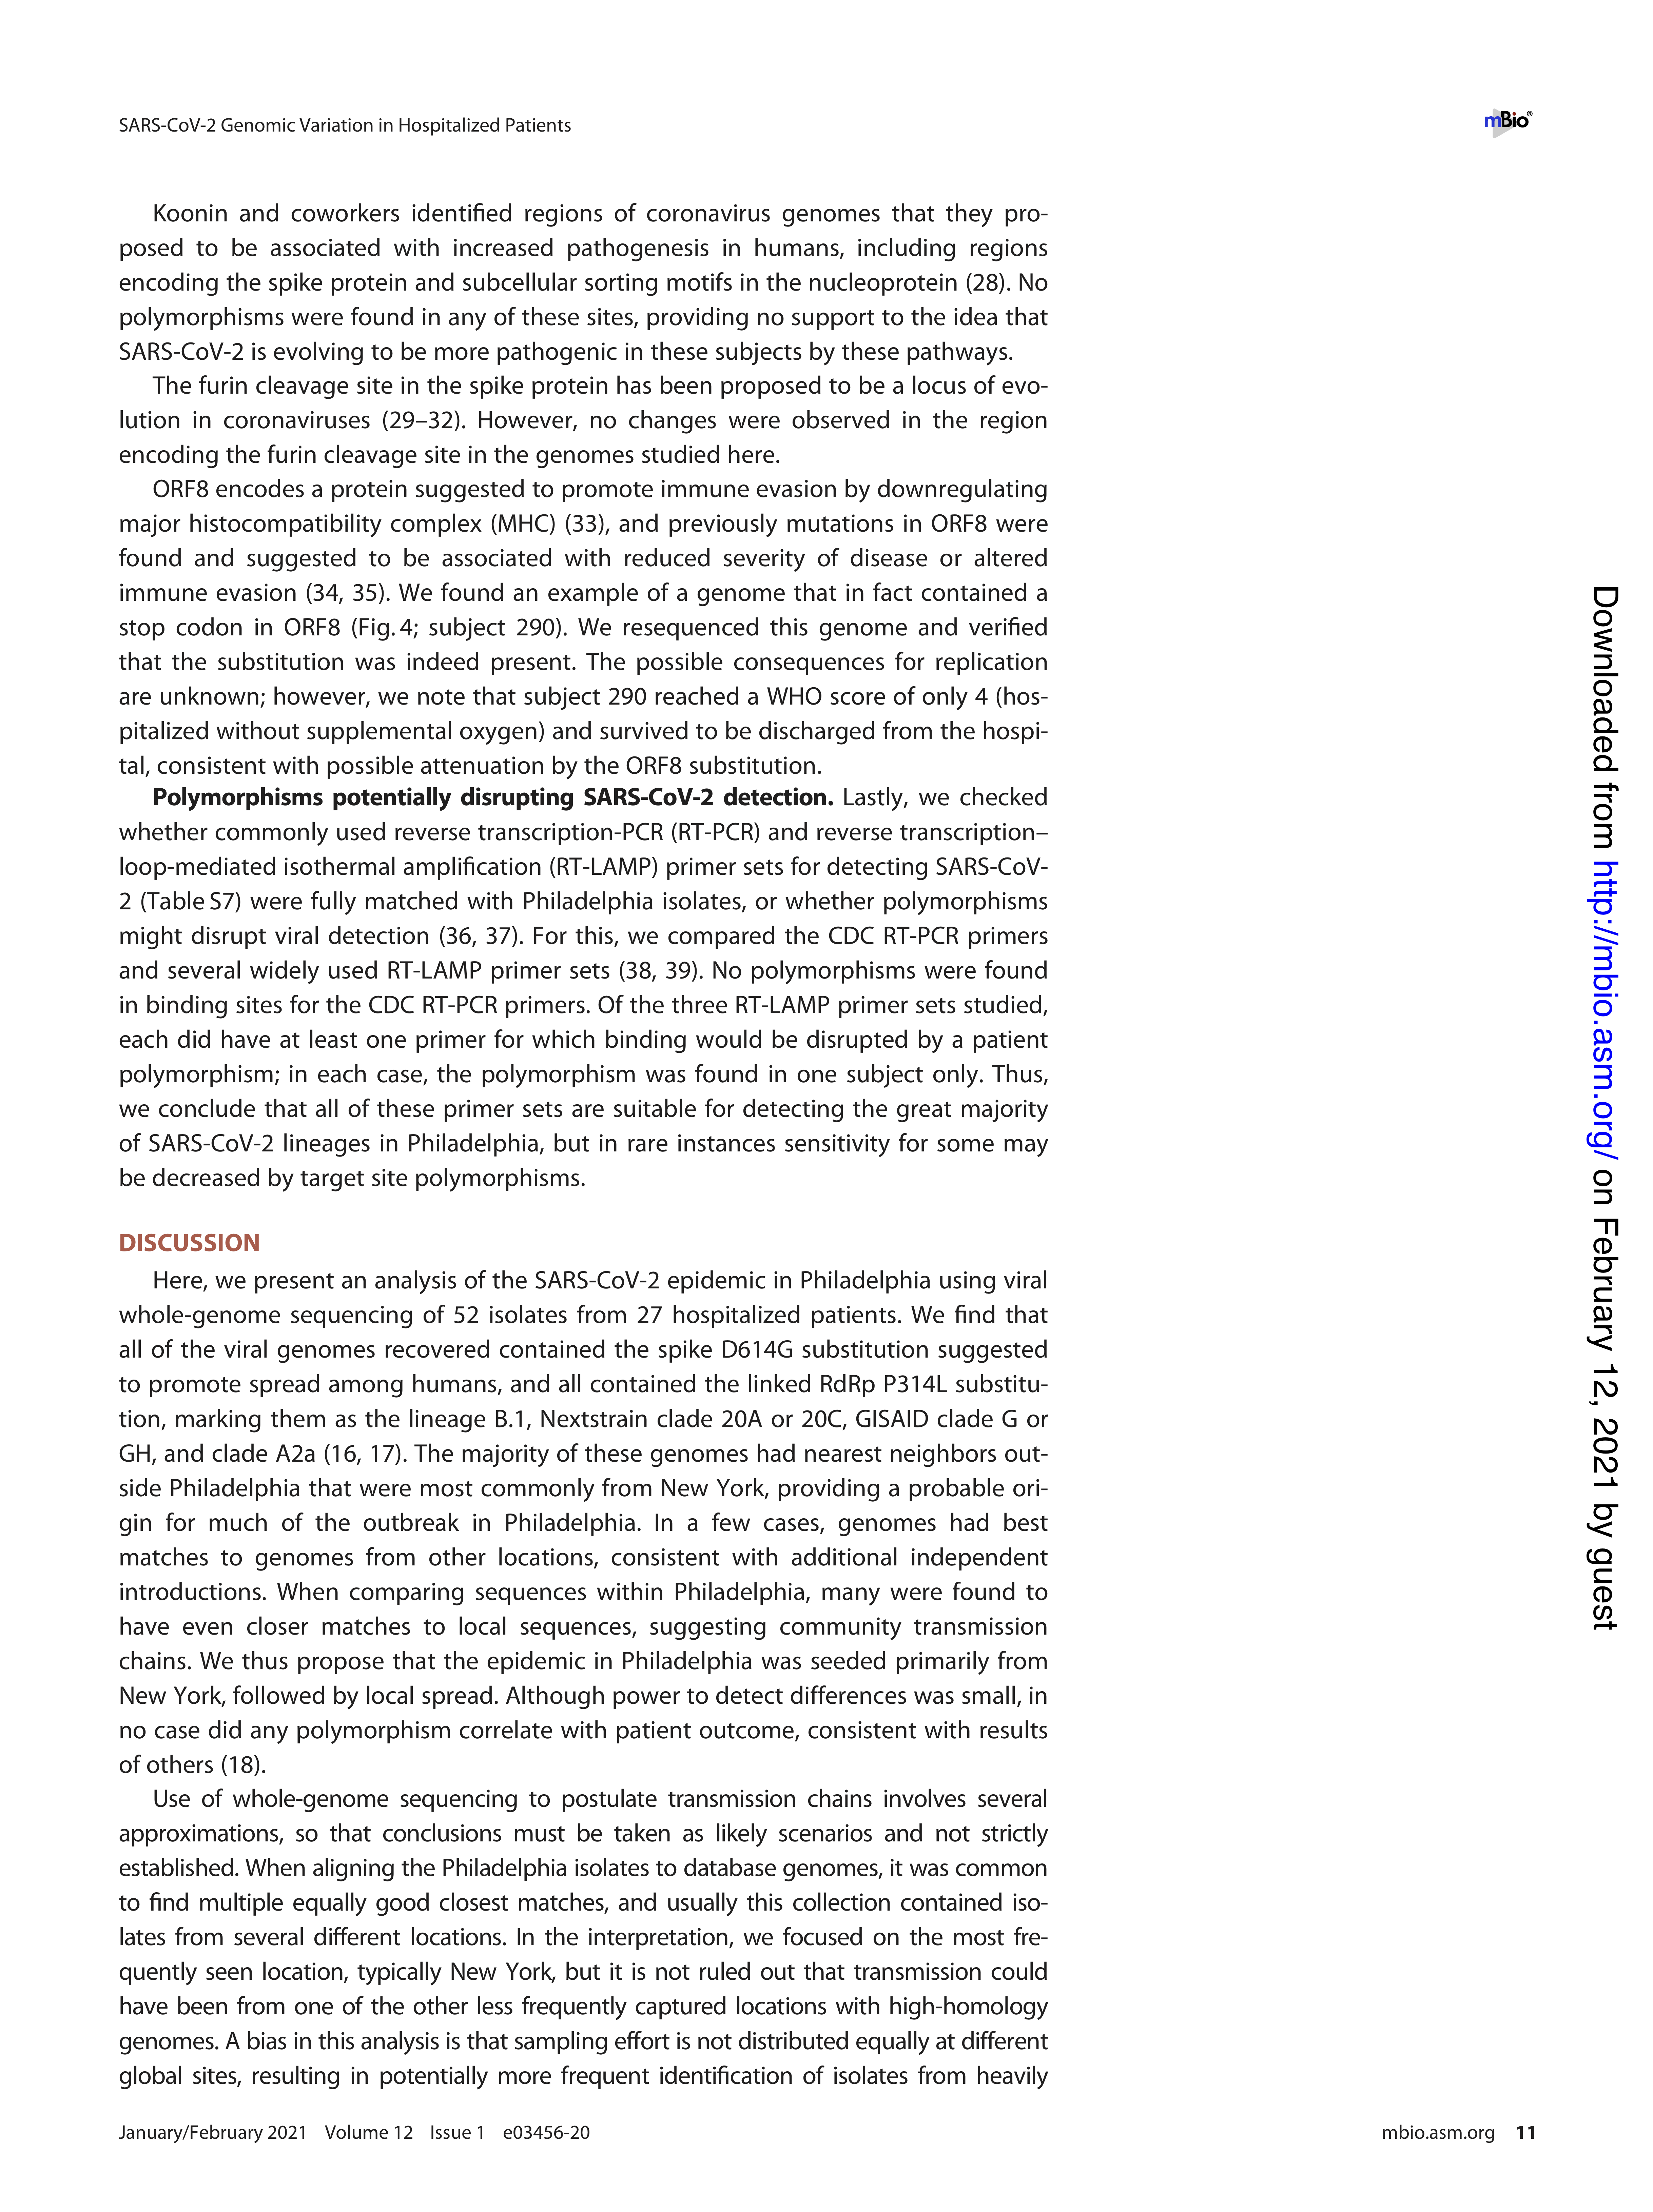 SARS-CoV-2 Genomic Variation in Hospitalized Patients
mBio®
Koonin and coworkers identified regions of coronavirus genomes that they pro-
posed to be associated with increased pathogenesis in humans, including regions
encoding the spike protein and subcellular sorting motifs in the nucleoprotein (28). No
polymorphisms were found in any of these sites, providing no support to the idea that
SARS-CoV-2 is evolving to be more pathogenic in these subjects by these pathways.
The furin cleavage site in the spike protein has been proposed to be a locus of evo-
lution in coronaviruses (29–32). However, no changes were observed in the region
encoding the furin cleavage site in the genomes studied here.
ORF8 encodes a protein suggested to promote immune evasion by downregulating
major histocompatibility complex (MHC) (33), and previously mutations in ORF8 were
found and suggested to be associated with reduced severity of disease or altered
immune evasion (34, 35). We found an example of a genome that in fact contained a
stop codon in ORF8 (Fig. 4; subject 290). We resequenced this genome and verified
that the substitution was indeed present. The possible consequences for replication
are unknown; however, we note that subject 290 reached a WHO score of only 4 (hos-
pitalized without supplemental oxygen) and survived to be discharged from the hospi-
tal, consistent with possible attenuation by the ORF8 substitution.
Polymorphisms potentially disrupting SARS-CoV-2 detection. Lastly, we checked
whether commonly used reverse transcription-PCR (RT-PCR) and reverse transcription–
loop-mediated isothermal amplification (RT-LAMP) primer sets for detecting SARS-CoV-
2 (Table S7) were fully matched with Philadelphia isolates, or whether polymorphisms
might disrupt viral detection (36, 37). For this, we compared the CDC RT-PCR primers
and several widely used RT-LAMP primer sets (38, 39). No polymorphisms were found
in binding sites for the CDC RT-PCR primers. Of the three RT-LAMP primer sets studied,
each did have at least one primer for which binding would be disrupted by a patient
polymorphism; in each case, the polymorphism was found in one subject only. Thus,
we conclude that all of these primer sets are suitable for detecting the great majority
of SARS-CoV-2 lineages in Philadelphia, but in rare instances sensitivity for some may
be decreased by target site polymorphisms.
DISCUSSION
Here, we present an analysis of the SARS-CoV-2 epidemic in Philadelphia using viral
whole-genome sequencing of 52 isolates from 27 hospitalized patients. We find that
all of the viral genomes recovered contained the spike D614G substitution suggested
to promote spread among humans, and all contained the linked RdRp P314L substitu-
tion, marking them as the lineage B.1, Nextstrain clade 20A or 20C, GISAID clade G or
GH, and clade A2a (16, 17). The majority of these genomes had nearest neighbors out-
side Philadelphia that were most commonly from New York, providing a probable ori-
gin for much of the outbreak in Philadelphia. In a few cases, genomes had best
matches to genomes from other locations, consistent with additional independent
introductions. When comparing sequences within Philadelphia, many were found to
have even closer matches to local sequences, suggesting community transmission
chains. We thus propose that the epidemic in Philadelphia was seeded primarily from
New York, followed by local spread. Although power to detect differences was small, in
no case did any polymorphism correlate with patient outcome, consistent with results
of others (18).
Use of whole-genome sequencing to postulate transmission chains involves several
approximations, so that conclusions must be taken as likely scenarios and not strictly
established. When aligning the Philadelphia isolates to database genomes, it was common
to find multiple equally good closest matches, and usually this collection contained iso-
lates from several different locations. In the interpretation, we focused on the most fre-
quently seen location, typically New York, but it is not ruled out that transmission could
have been from one of the other less frequently captured locations with high-homology
genomes. A bias in this analysis is that sampling effort is not distributed equally at different
global sites, resulting in potentially more frequent identification of isolates from heavily
January/February 2021 Volume 12 Issue 1 e03456-20
mbio.asm.org 11
Downloaded from http://mbio.asm.org/ on February 12, 2021 by guest